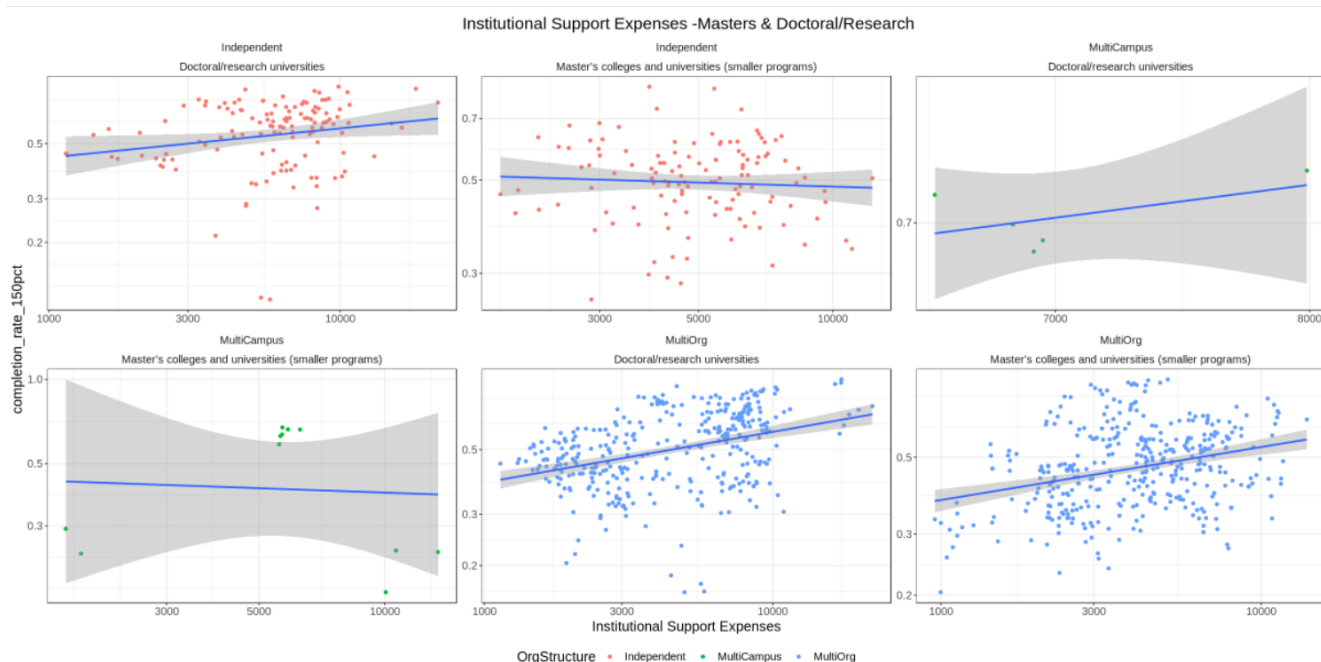 Institutional Support Expenses -Masters & Doctoral/Research
Independent
Doctoral/research universities
0.5
0.3
0.2
1000 3000 10000
Independent
Master's colleges and universities (smaller programs)
0.7
0.5
0.3
3000 5000 10000
MultiCampus
Doctoral/research universities
0.7
7000 8000
completion_rate_150pct
MultiCampus
Master's colleges and universities (smaller programs)
1.0
0.5
0.3
3000 5000 10000
MultiOrg
Doctoral/research universities
0.5
0.3
0.2
1000 3000 10000
MultiOrg
Master's colleges and universities (smaller programs)
0.5
0.3
0.2
1000 3000 10000
Institutional Support Expenses
OrgStructure Independent MultiCampus MultiOrg